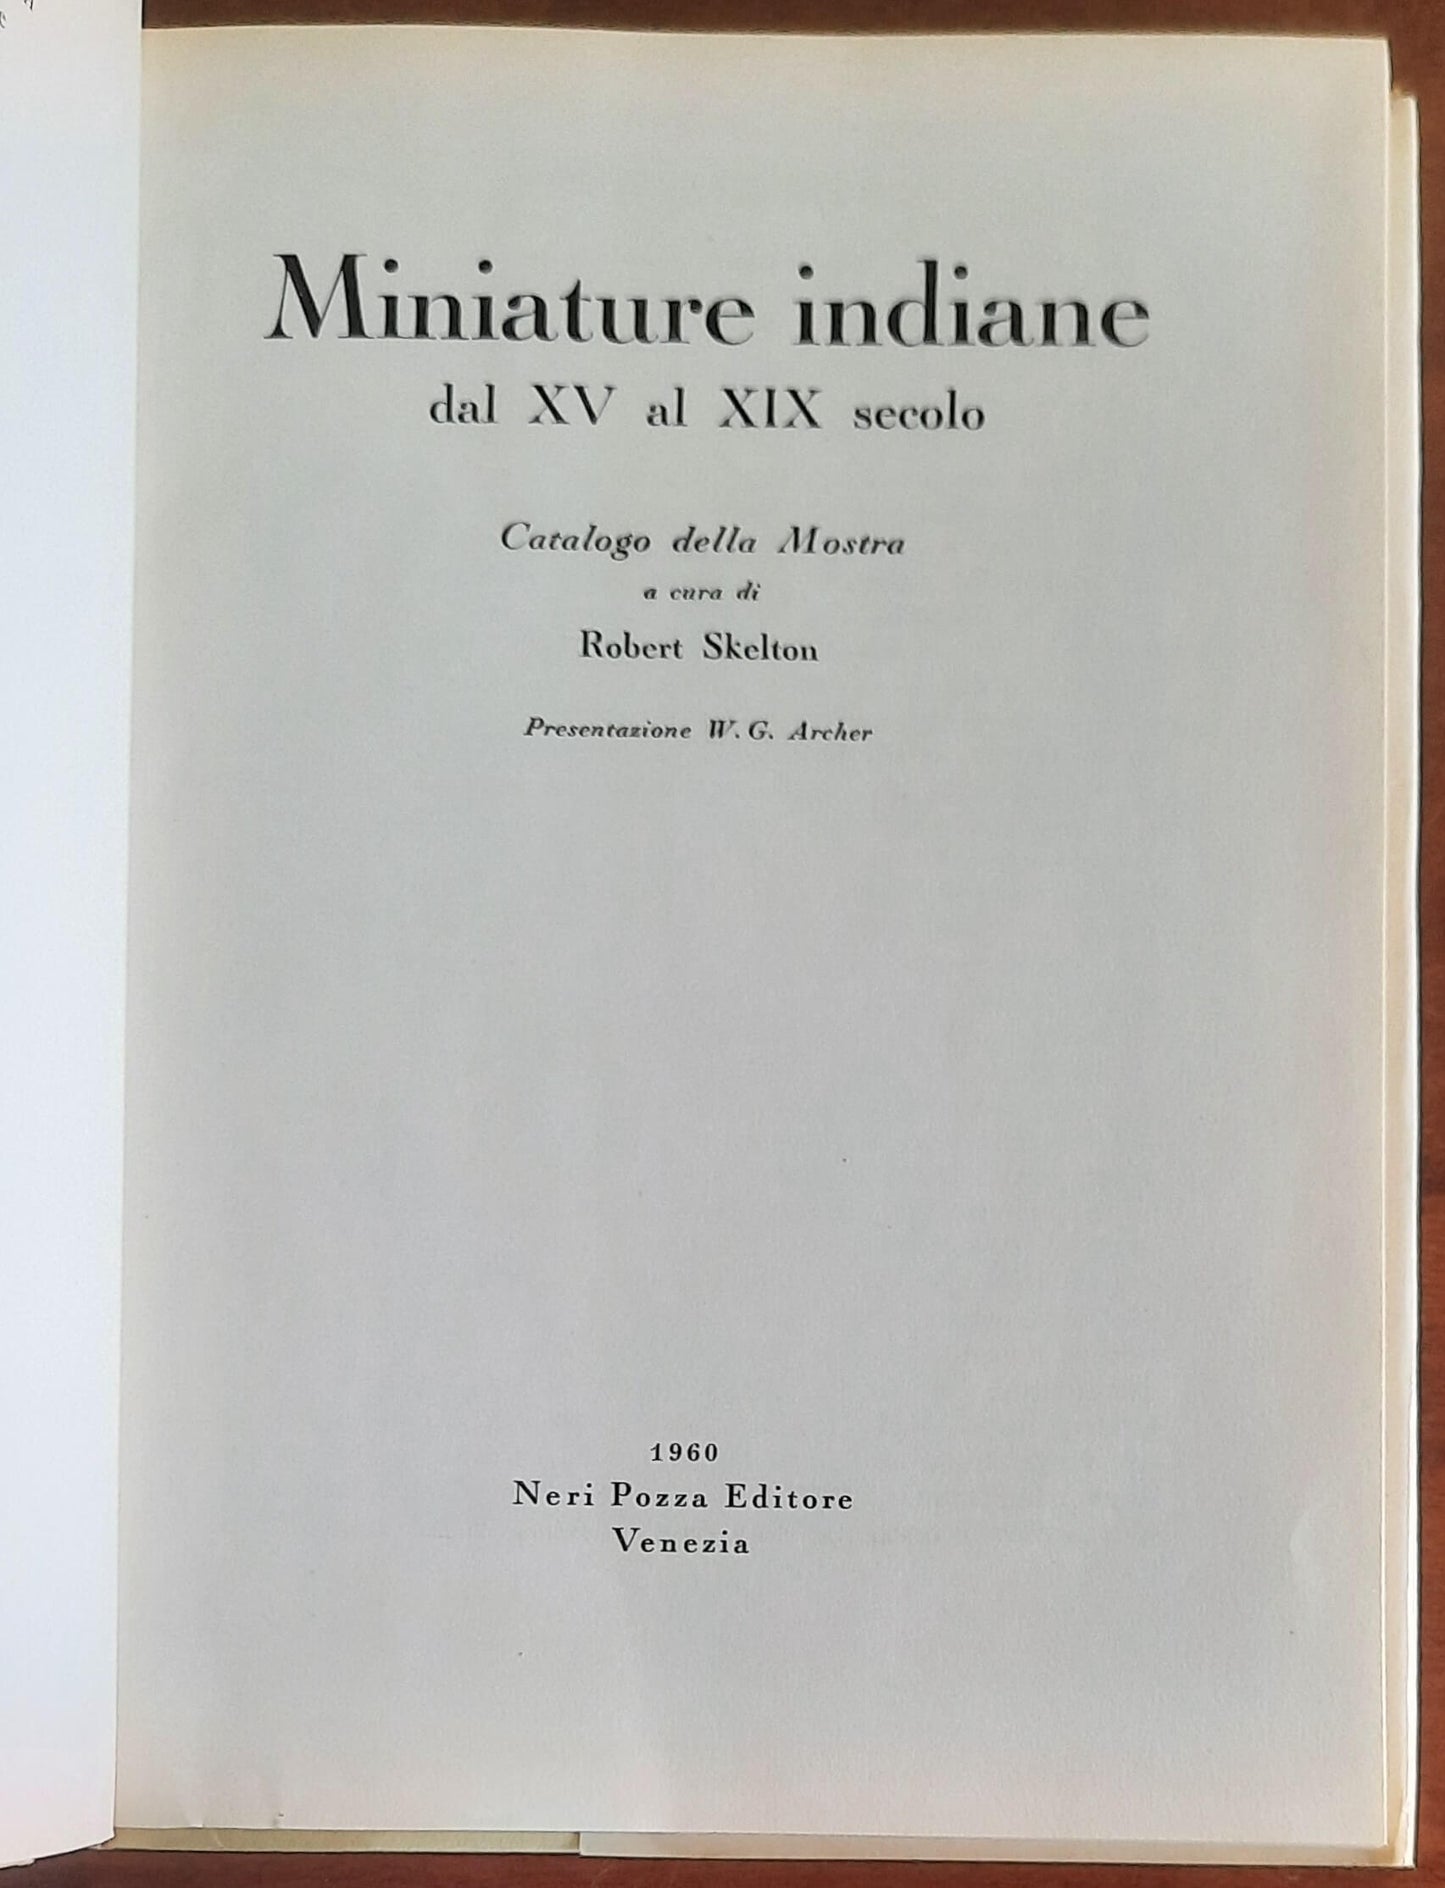 Miniature indiane
dal XV al XIX secolo
Catalogo della Mostra
a cura di
Robert Skelton
Presentazione W. G. Archer
1960
Neri Pozza Editore
Venezia